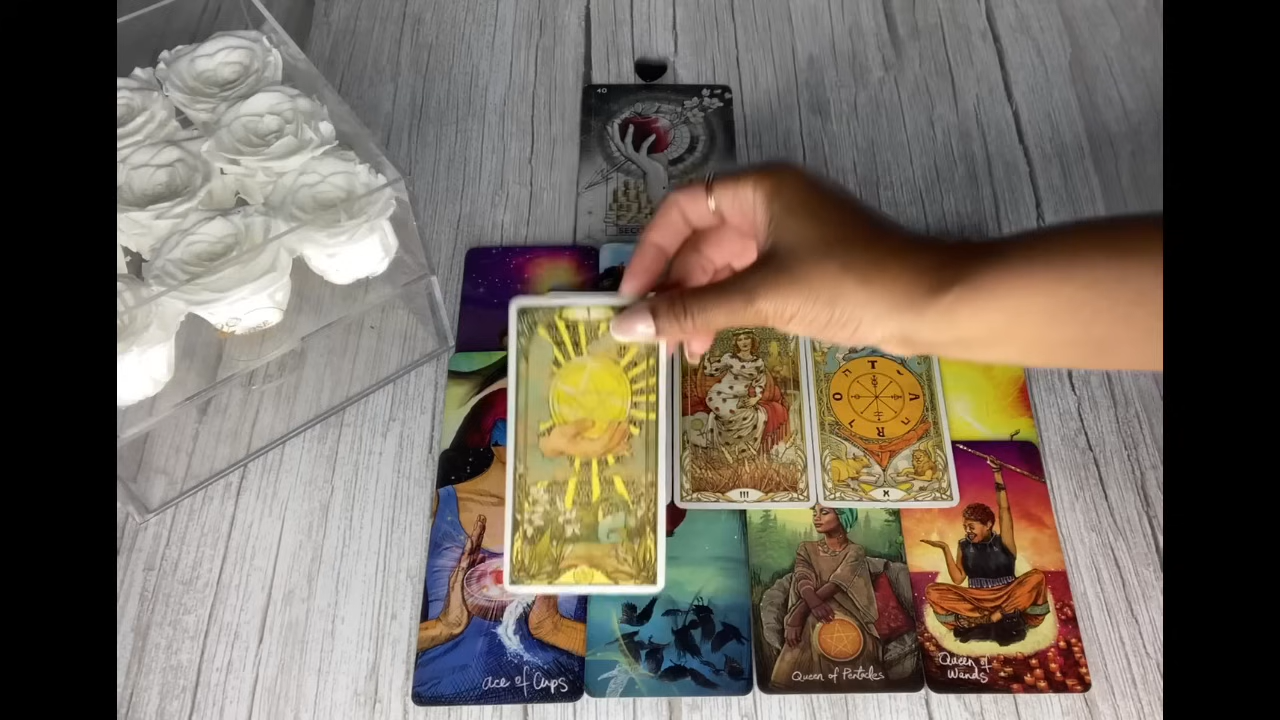 40
III
T
O
R
X
ace of Cups
Queen of Pentacles
Queen of
Wands